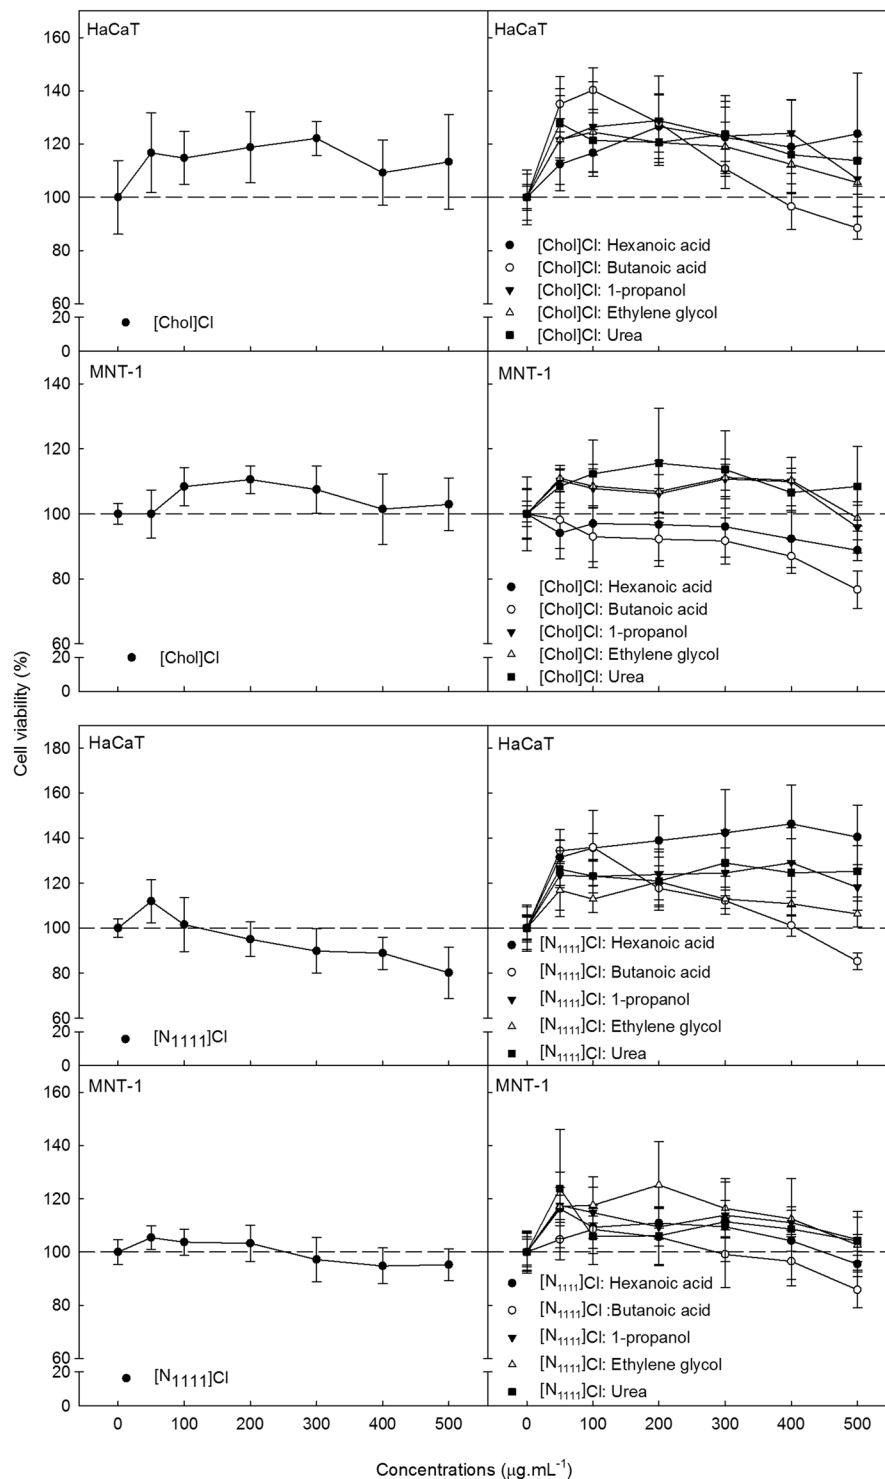 HaCaT
160
140
120
100
80
60
20
0
[Chol]Cl
HaCaT
[Chol]Cl: Hexanoic acid
[Chol]Cl: Butanoic acid
[Chol]Cl: 1-propanol
[Chol]Cl: Ethylene glycol
[Chol]Cl: Urea
MNT-1
140
120
100
80
60
20
0
[Chol]Cl
MNT-1
[Chol]Cl: Hexanoic acid
[Chol]Cl: Butanoic acid
[Chol]Cl: 1-propanol
[Chol]Cl: Ethylene glycol
[Chol]Cl: Urea
Cell viability (%)
HaCaT
180
160
140
120
100
80
60
20
0
[N1111]Cl
HaCaT
[N1111]Cl: Hexanoic acid
[N1111]Cl: Butanoic acid
[N1111]Cl: 1-propanol
[N1111]Cl: Ethylene glycol
[N1111]Cl: Urea
MNT-1
160
140
120
100
80
60
20
0
[N1111]Cl
MNT-1
[N1111]Cl: Hexanoic acid
[N1111]Cl :Butanoic acid
[N1111]Cl: 1-propanol
[N1111]Cl: Ethylene glycol
[N1111]Cl: Urea
0 100 200 300 400 500
0 100 200 300 400 500
Concentrations (μg.mL-1)